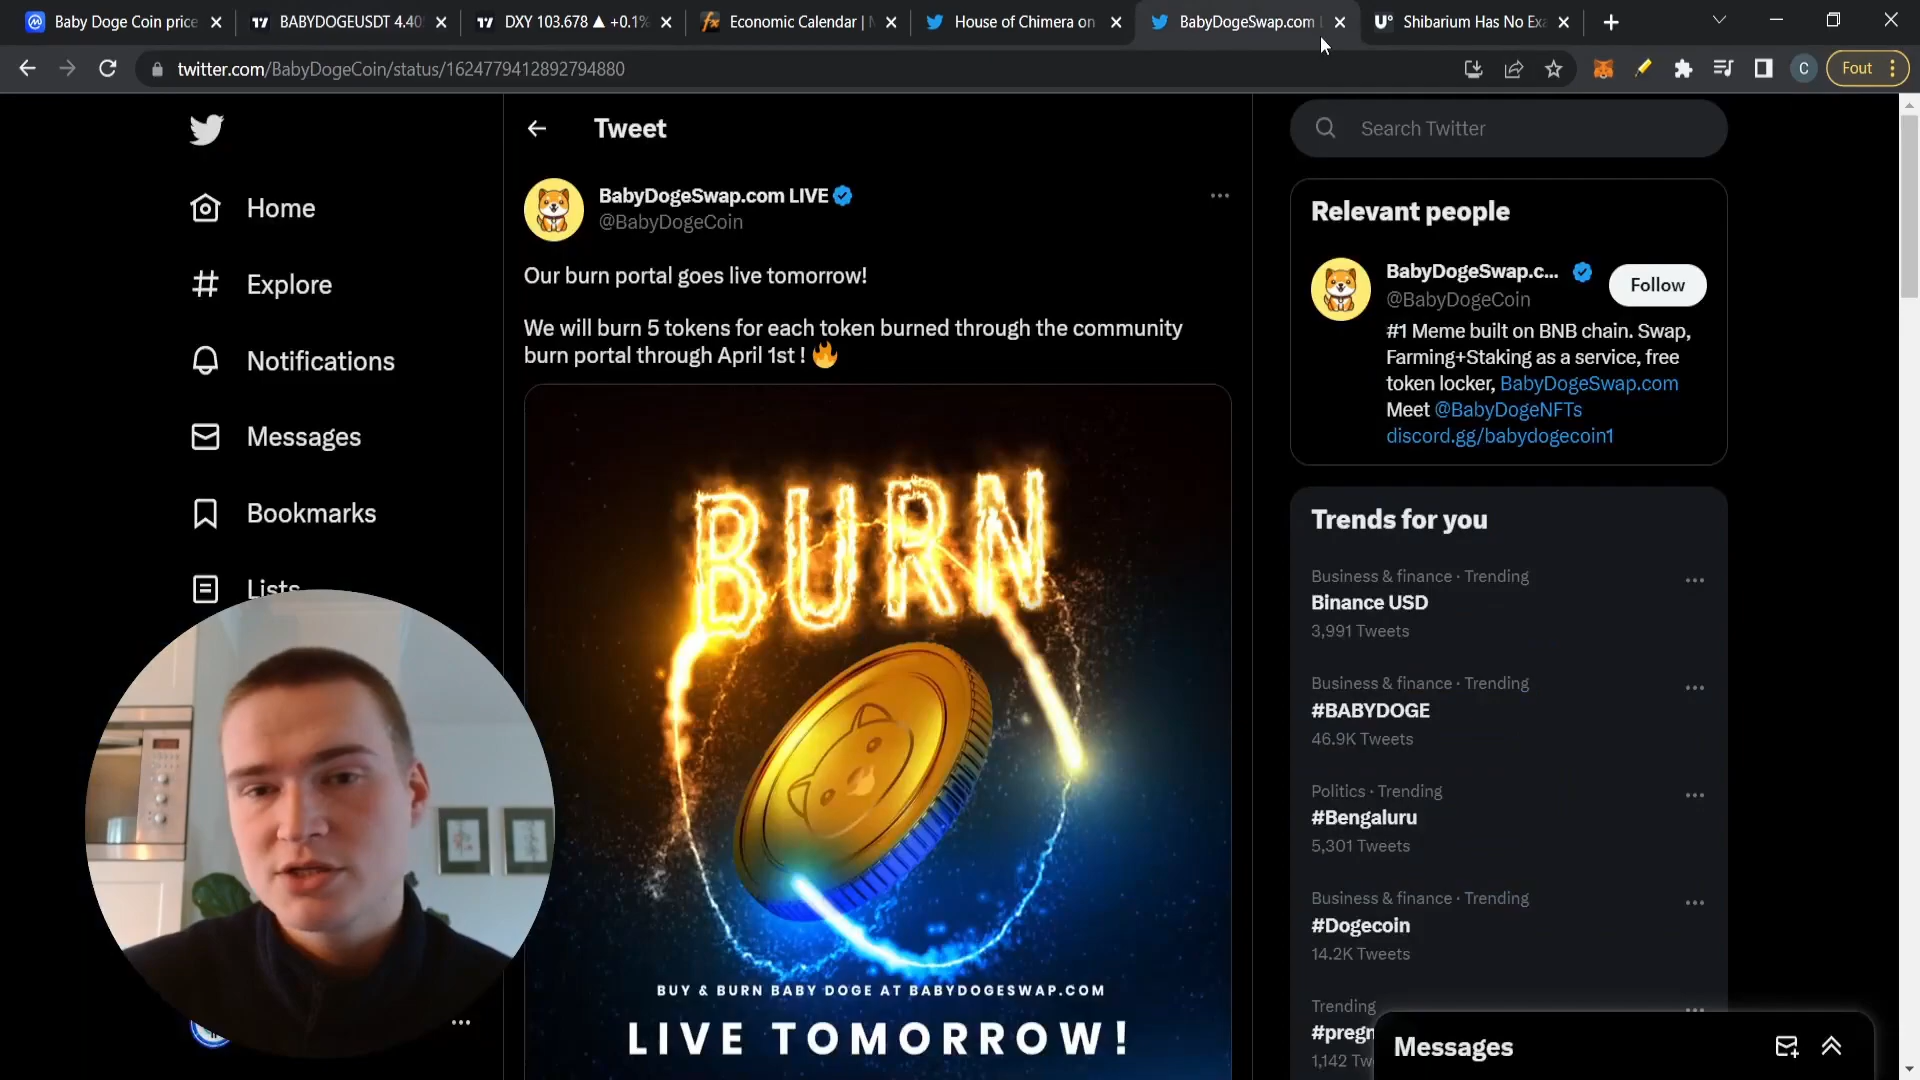 Baby Doge Coin price
BABYDOGEUSDT 4.40
DXY 103.678 ▲ +0.1%
Economic Calendar |
House of Chimera on
BabyDogeSwap.com
Shibarium Has No Exa
twitter.com/BabyDogeCoin/status/1624779412892794880
C
Fout
Tweet
Search Twitter
BabyDogeSwap.com LIVE
@BabyDogeCoin
Our burn portal goes live tomorrow!
We will burn 5 tokens for each token burned through the community
burn portal through April 1st ! 🔥
BURN
BUY & BURN BABY DOGE AT BABYDOGESWAP.COM
LIVE TOMORROW!
Home
Explore
Notifications
Messages
Bookmarks
Lists
Relevant people
BabyDogeSwap.c...
@BabyDogeCoin
Follow
#1 Meme built on BNB chain. Swap,
Farming+Staking as a service, free
token locker, BabyDogeSwap.com
Meet @BabyDogeNFTs
discord.gg/babydogecoin1
Trends for you
Business & finance · Trending
Binance USD
3,991 Tweets
Business & finance · Trending
#BABYDOGE
46.9K Tweets
Politics · Trending
#Bengaluru
5,301 Tweets
Business & finance · Trending
#Dogecoin
14.2K Tweets
Trending
#pregn
1,142 Tw
Messages